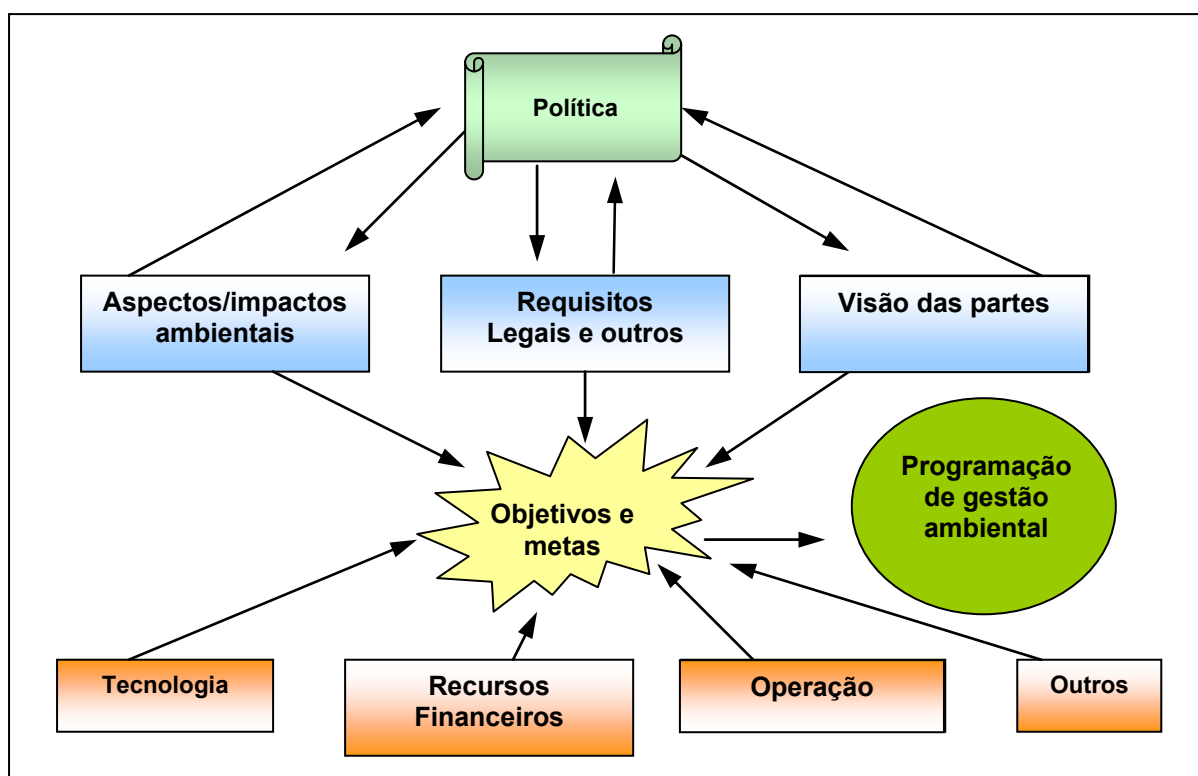 Política
Aspectos/impactos
ambientais
Requisitos
Legais e outros
Visão das partes
Programação
de gestão
ambiental
Objetivos e
metas
Tecnologia
Recursos
Financeiros
Operação
Outros